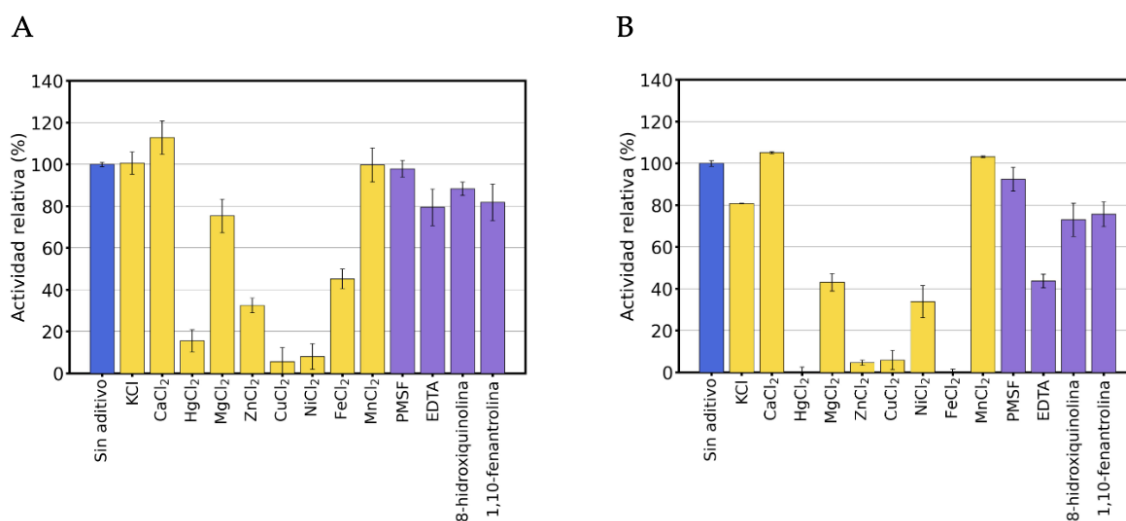 A
Actividad relativa (%)
140
120
100
80
60
40
20
0
Sin aditivo
KCl
CaCl₂
HgCl₂
MgCl₂
ZnCl₂
CuCl₂
NiCl₂
FeCl₂
MnCl₂
PMSF
EDTA
8-hidroxiquinolina
1,10-fenantrolina
B
Actividad relativa (%)
140
120
100
80
60
40
20
0
Sin aditivo
KCl
CaCl₂
HgCl₂
MgCl₂
ZnCl₂
CuCl₂
NiCl₂
FeCl₂
MnCl₂
PMSF
EDTA
8-hidroxiquinolina
1,10-fenantrolina